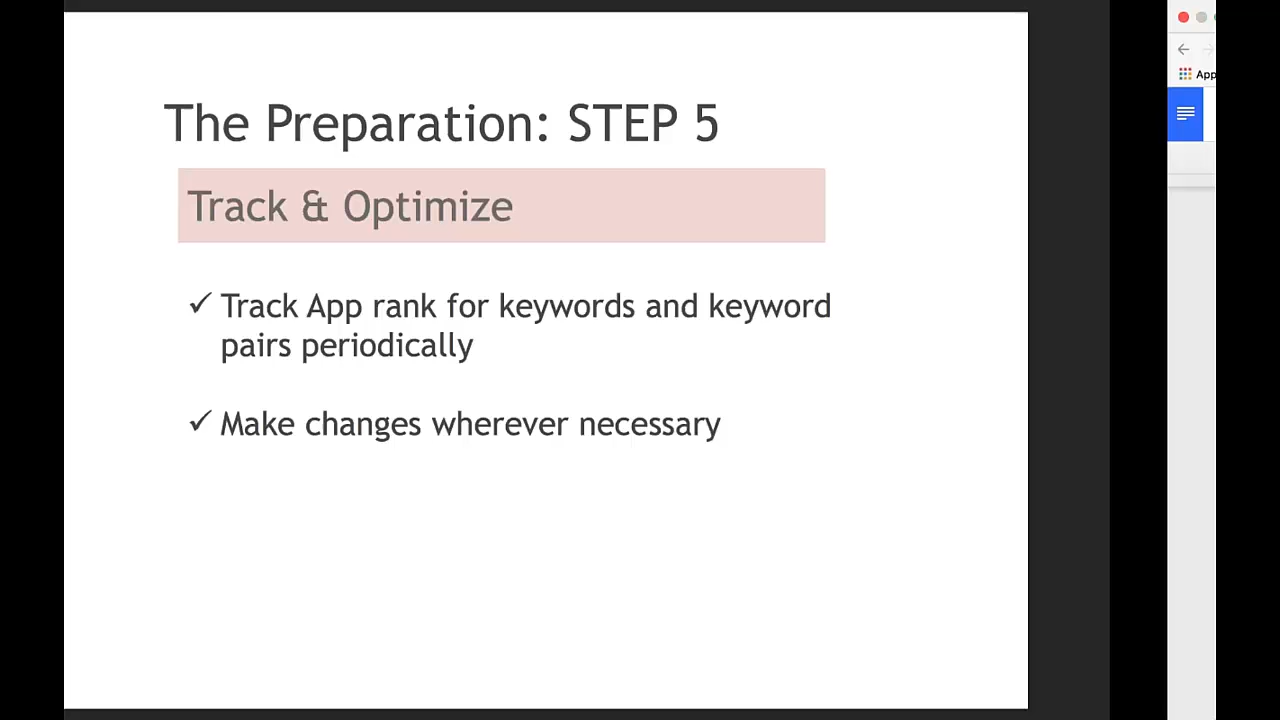 The Preparation: STEP 5
Track & Optimize
✓ Track App rank for keywords and keyword
pairs periodically
✓ Make changes wherever necessary
App